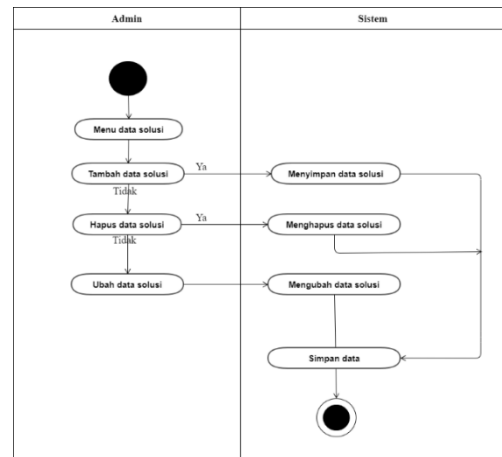 Admin
Sistem
Menu data solusi
Tambah data solusi
Ya
Menyimpan data solusi
Tidak
Hapus data solusi
Ya
Menghapus data solusi
Tidak
Ubah data solusi
Mengubah data solusi
Simpan data